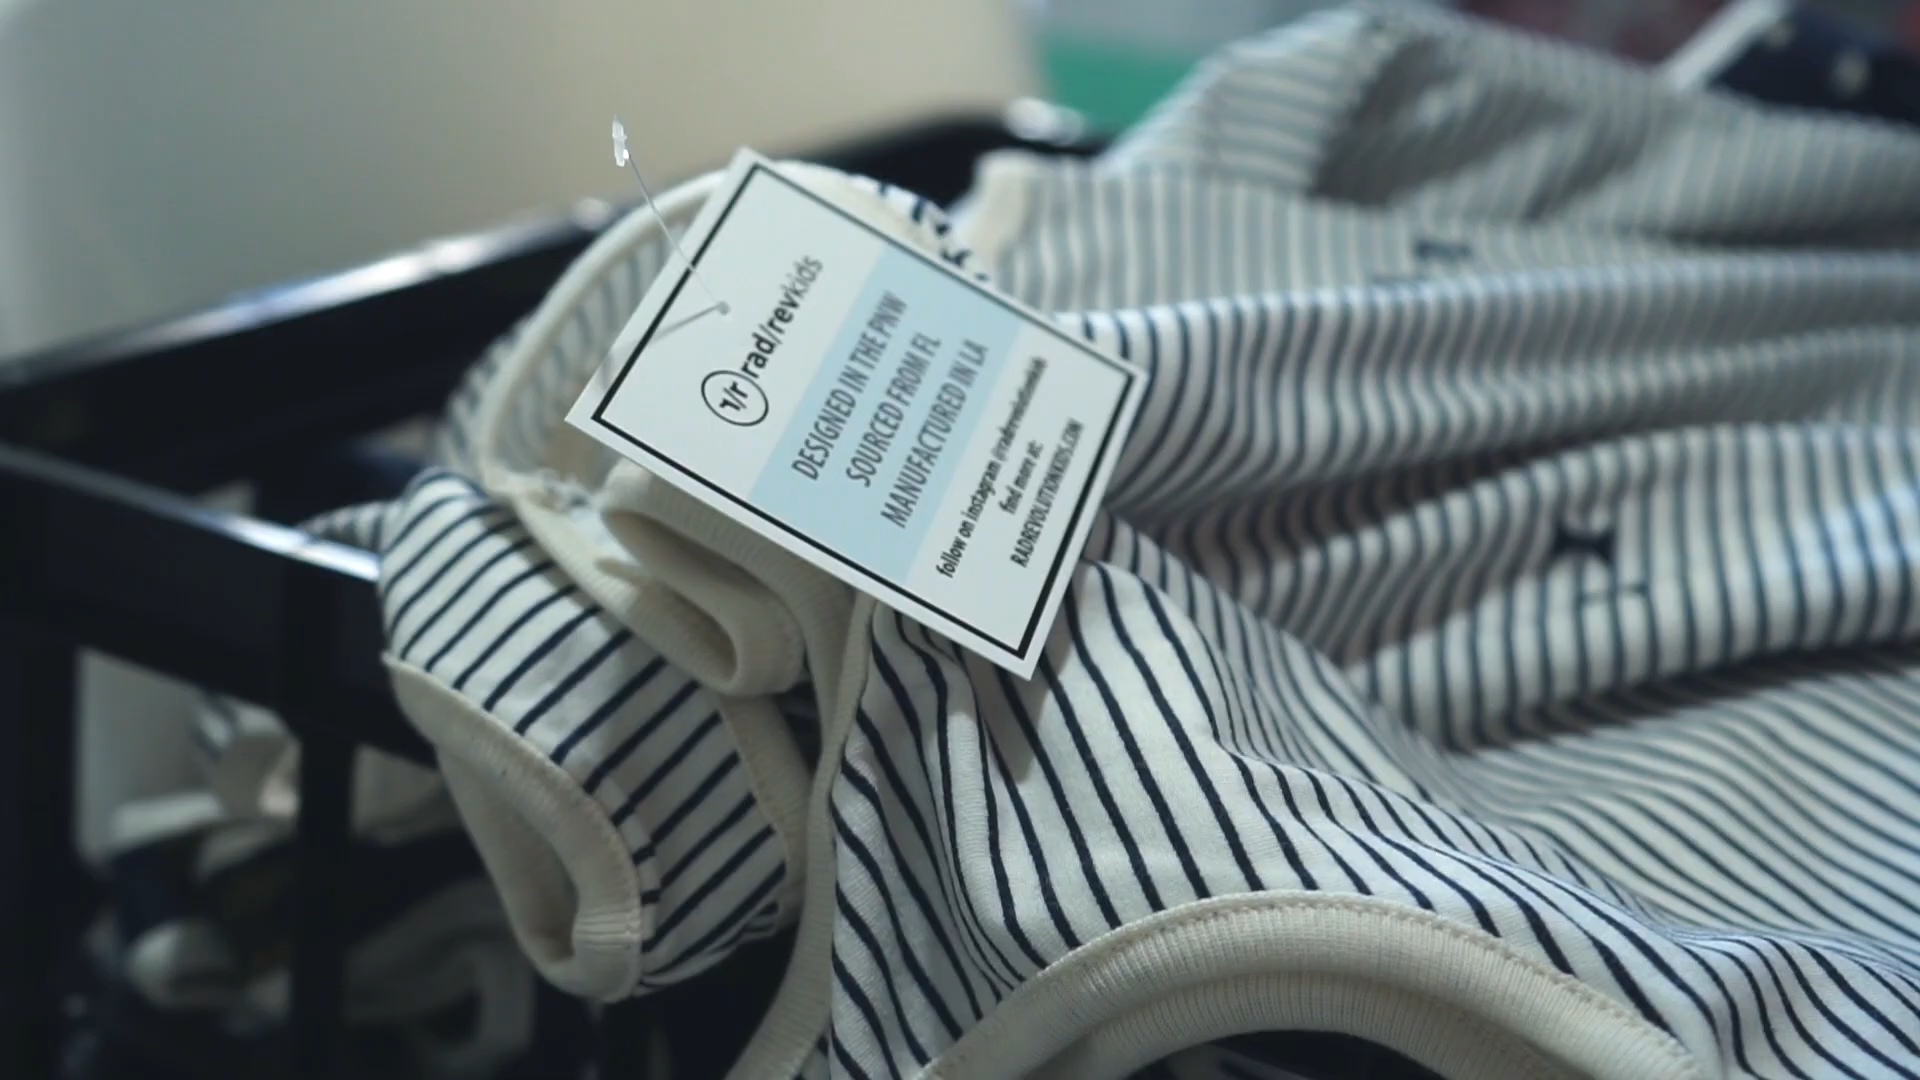 r/r rad/revkids
DESIGNED IN THE PNW
SOURCED FROM FL
MANUFACTURED IN LA
follow on instagram @radrevolutionkids
find more at:
RADREVOLUTIONKIDS.COM